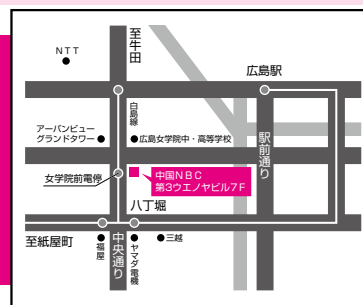 至牛田
NTT
広島駅
白島線
アーバンビュー
グランドタワー
広島女学院中・高等学校
駅前通り
女学院前電停
中国NBC
第3ウエノヤビル7F
八丁堀
至紙屋町
福屋
中央通り
ヤマダ電機
三越